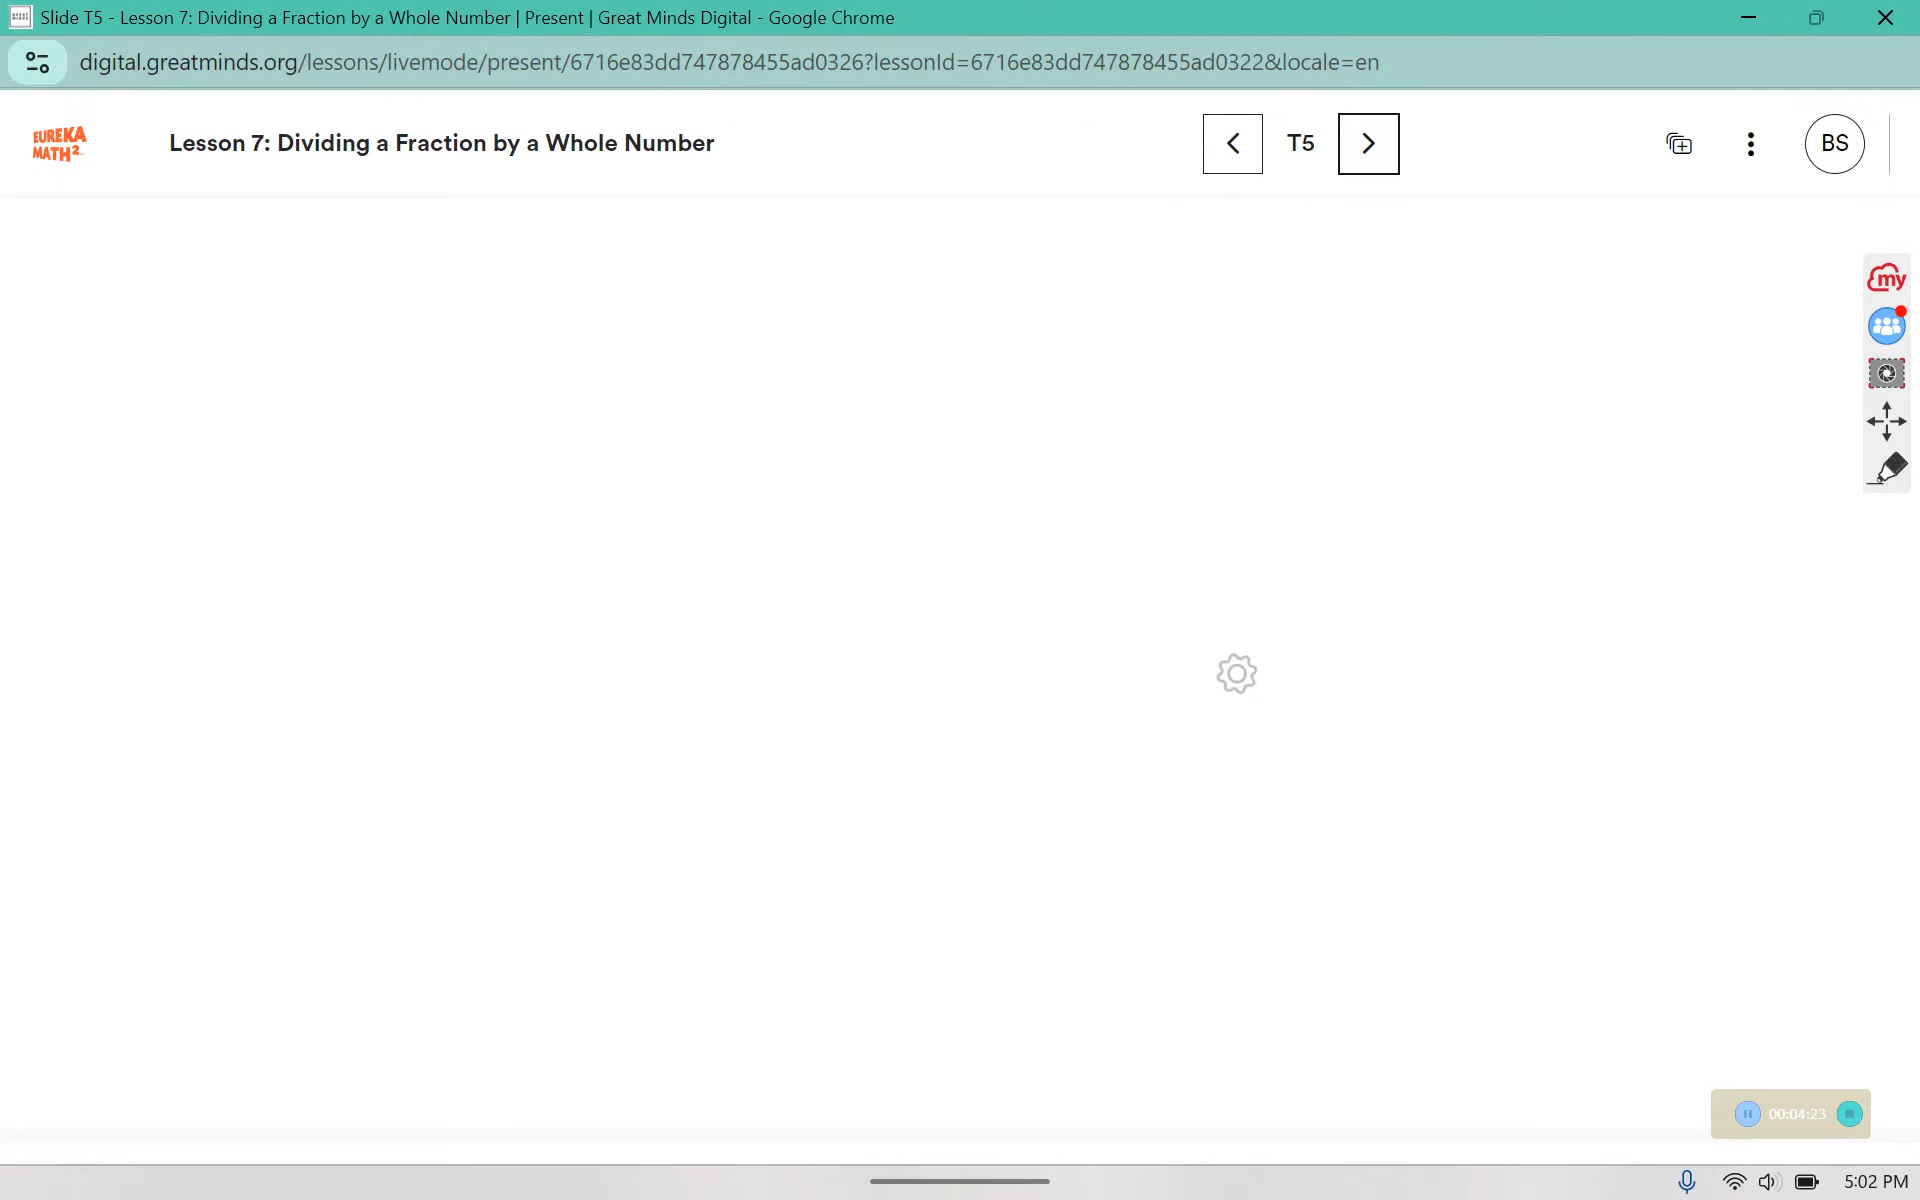 Slide T5 - Lesson 7: Dividing a Fraction by a Whole Number | Present | Great Minds Digital - Google Chrome
digital.greatminds.org/lessons/livemode/present/6716e83dd747878455ad0326?lessonId=6716e83dd747878455ad0322&locale=en
EUREKA
MATH²
Lesson 7: Dividing a Fraction by a Whole Number
T5
BS
my
00:04:23
5:02 PM